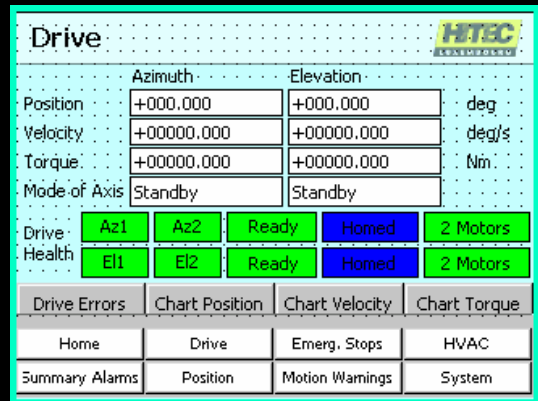 Drive
HITEC
LUXEMBOURG
Azimuth Elevation
Position +000.000 +000.000 deg
Velocity +00000.000 +00000.000 deg/s
Torque +00000.000 +00000.000 Nm
Mode of Axis Standby Standby
Drive Health
Az1 Az2 Ready Homed 2 Motors
El1 El2 Ready Homed 2 Motors
Drive Errors Chart Position Chart Velocity Chart Torque
Home Drive Emerg. Stops HVAC
Summary Alarms Position Motion Warnings System